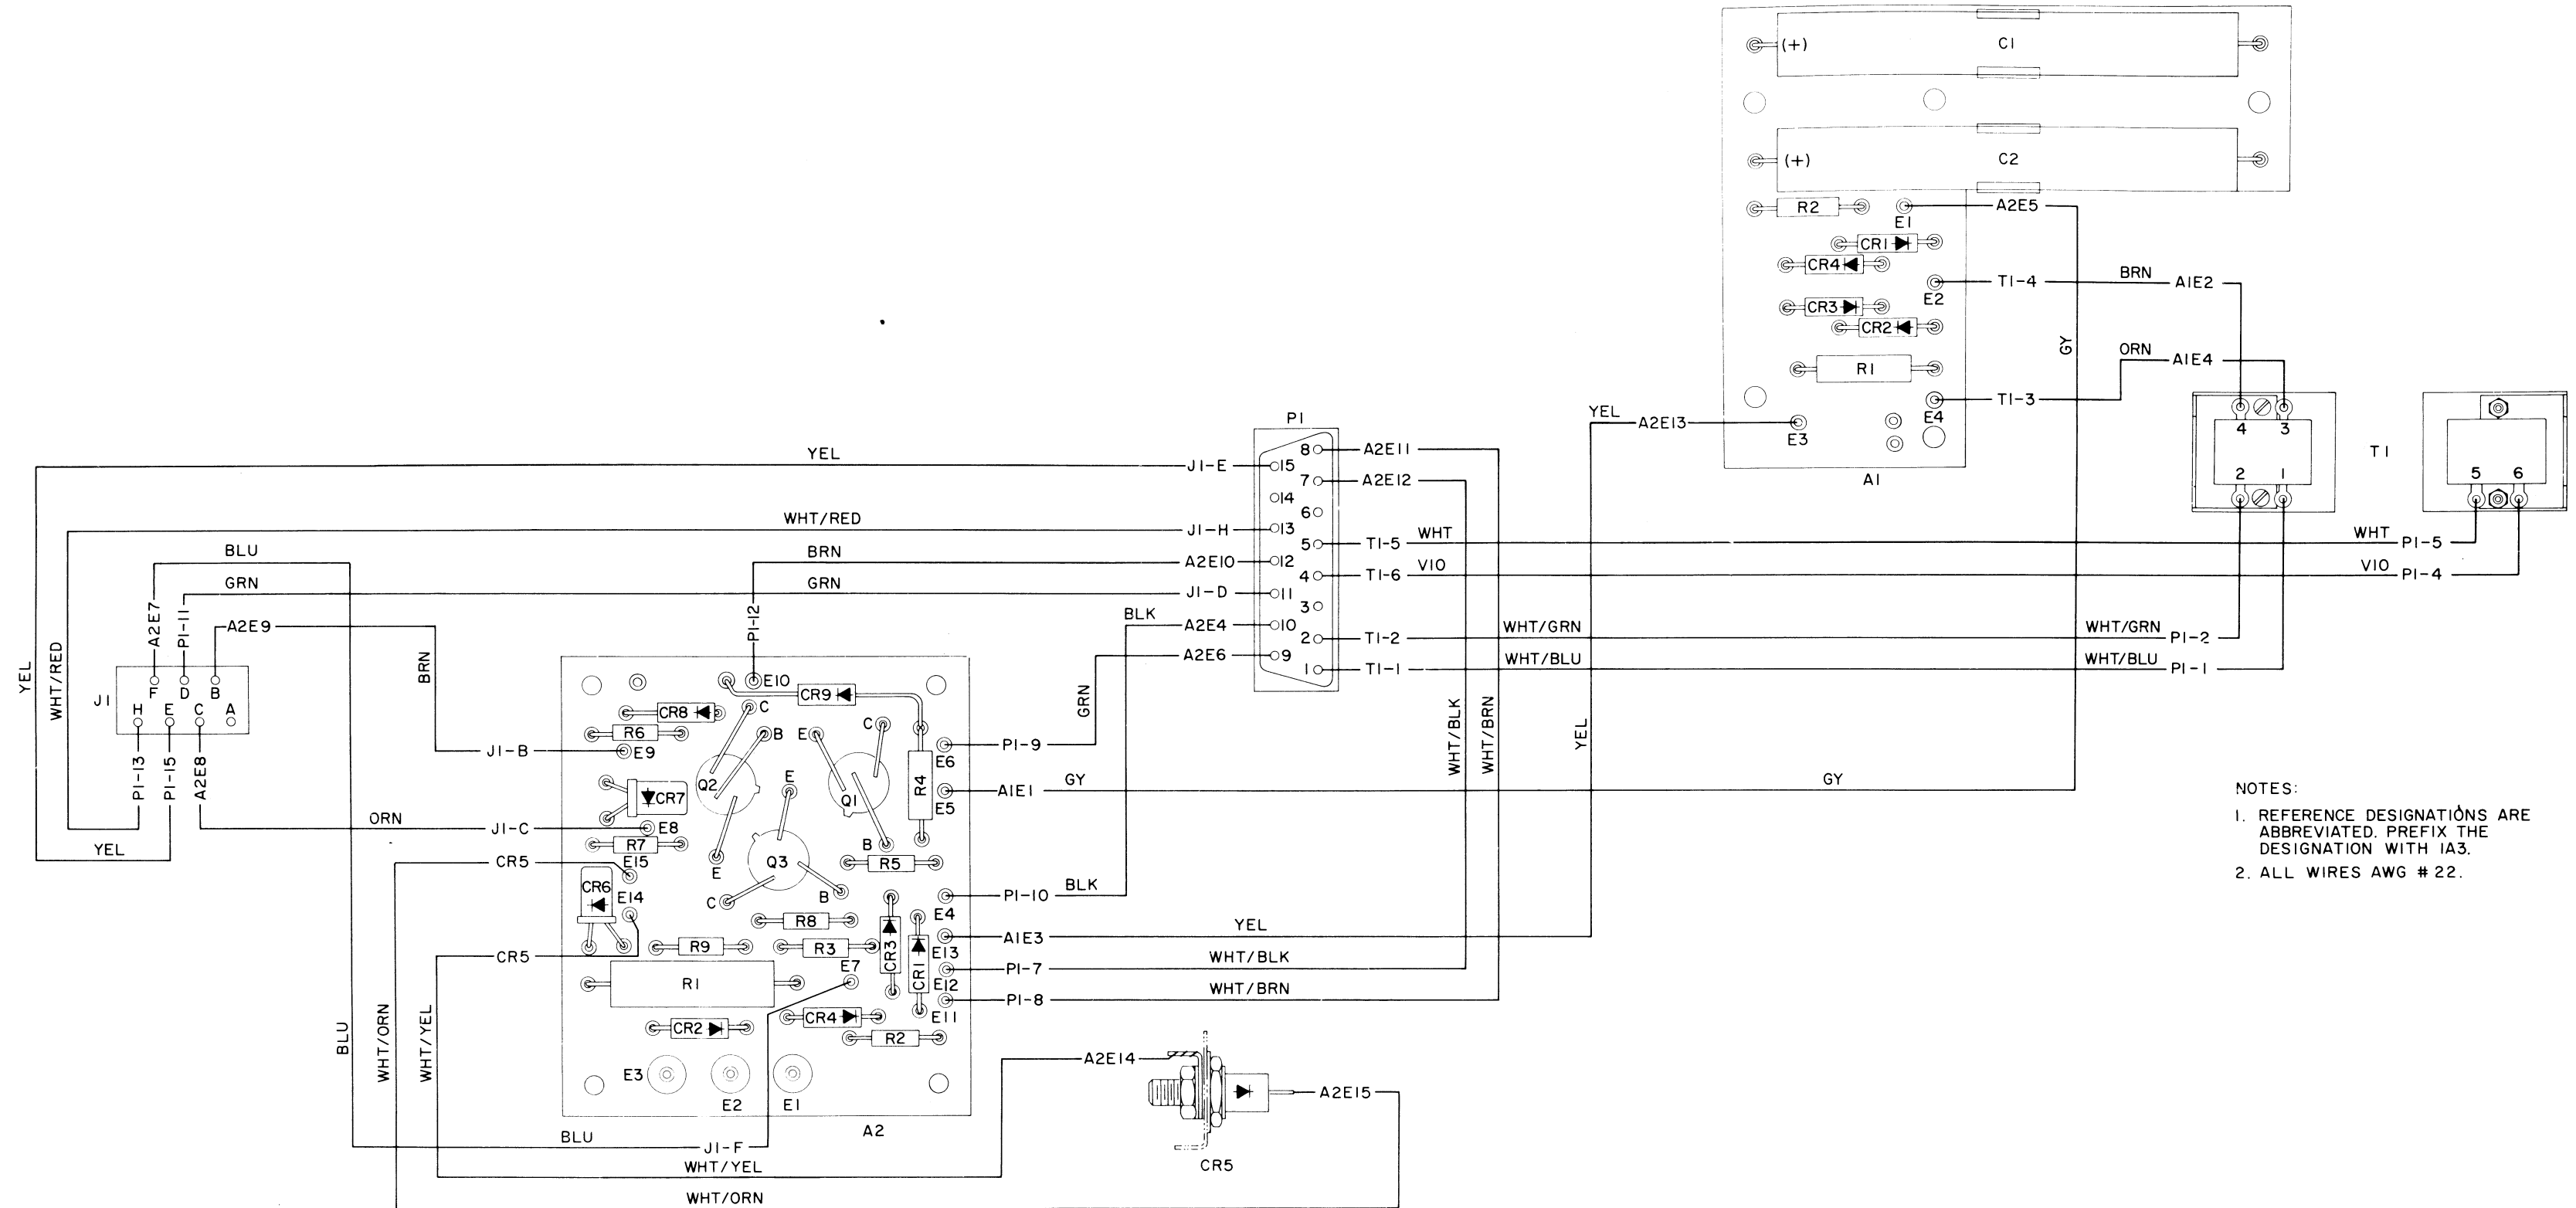 C1
(+)
(+)
C2
R2
E1
A2E5
CR1
CR4
T1-4
BRN
A1E2
E2
CR3
CR2
GY
ORN
A1E4
R1
T1-3
E4
YEL
A2E13
E3
A1
4
3
2
1
T1
5
6
P1
8
A2E11
YEL
J1-E
15
7
A2E12
14
6
WHT/RED
J1-H
13
5
T1-5
WHT
WHT
P1-5
BLU
BRN
A2E10
12
4
T1-6
VIO
VIO
P1-4
GRN
GRN
J1-D
11
3
BLK
A2E4
10
2
T1-2
WHT/GRN
WHT/GRN
P1-2
A2E6
9
1
T1-1
WHT/BLU
WHT/BLU
P1-1
A2E7
P1-11
A2E9
P1-12
YEL
WHT/RED
BRN
GRN
WHT/BLK
WHT/BRN
YEL
J1
F
D
B
H
E
C
A
P1-13
P1-15
A2E8
E10
CR9
CR8
C
R6
B
E
C
J1-B
E9
P1-9
E6
Q2
E
Q1
R4
CR7
A1E1
GY
GY
E5
ORN
J1-C
E8
YEL
R7
B
CR5
E15
E
Q3
R5
CR6
E14
C
B
P1-10
BLK
E4
R8
A1E3
YEL
R9
R3
CR3
CR1
E13
CR5
E7
P1-7
WHT/BLK
R1
E12
P1-8
WHT/BRN
CR4
E11
CR2
R2
BLU
WHT/ORN
WHT/YEL
E3
E2
E1
A2
A2E14
A2E15
CR5
BLU
J1-F
WHT/YEL
WHT/ORN
NOTES:
1. REFERENCE DESIGNATIONS ARE
ABBREVIATED. PREFIX THE
DESIGNATION WITH 1A3.
2. ALL WIRES AWG # 22.